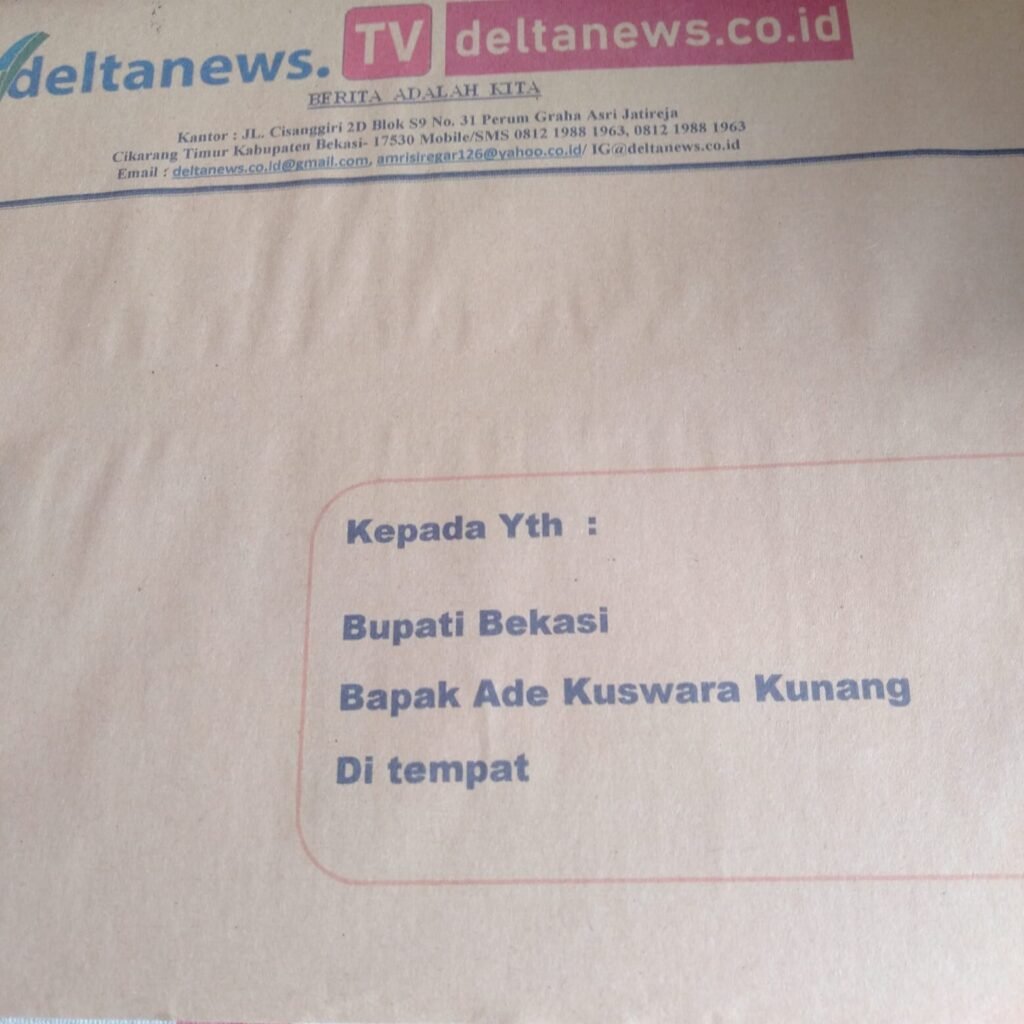 deltanews. TV deltanews.co.id
BERITA ADALAH KITA
Kantor : JL. Cisanggiri 2D Blok S9 No. 31 Perum Graha Asri Jatireja
Cikarang Timur Kabupaten Bekasi- 17530 Mobile/SMS 0812 1988 1963, 0812 1988 1963
Email : deltanews.co.id@gmail.com, amrisiregar126@yahoo.co.id/ IG@deltanews.co.id
Kepada Yth :
Bupati Bekasi
Bapak Ade Kuswara Kunang
Di tempat